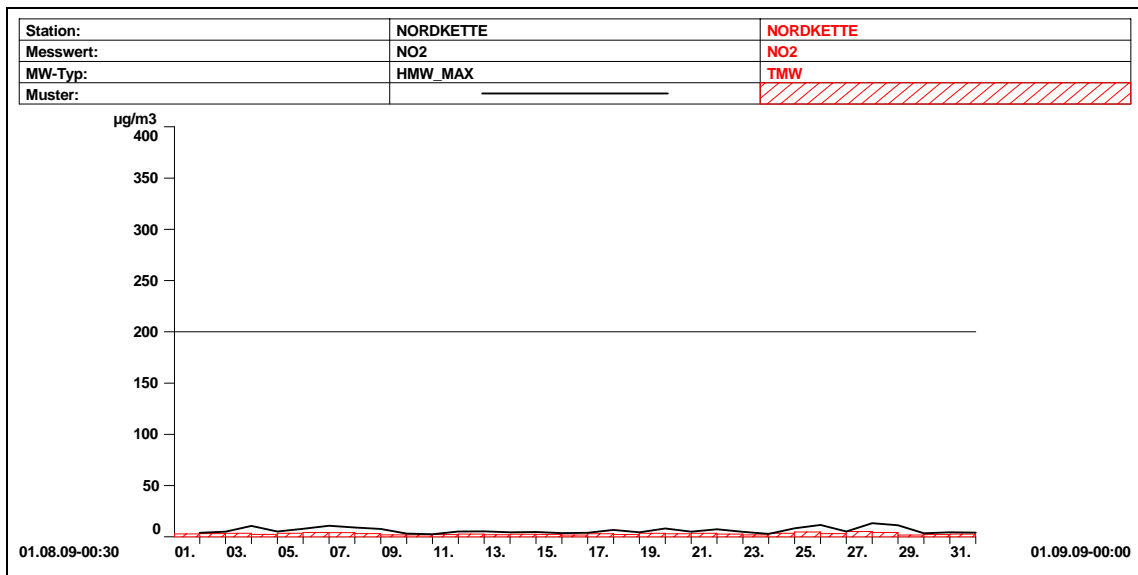 Station: NORDKETTE NORDKETTE
Messwert: NO2 NO2
MW-Typ: HMW_MAX TMW
Muster:
µg/m3
400
350
300
250
200
150
100
50
0
01.08.09-00:30 01. 03. 05. 07. 09. 11. 13. 15. 17. 19. 21. 23. 25. 27. 29. 31. 01.09.09-00:00